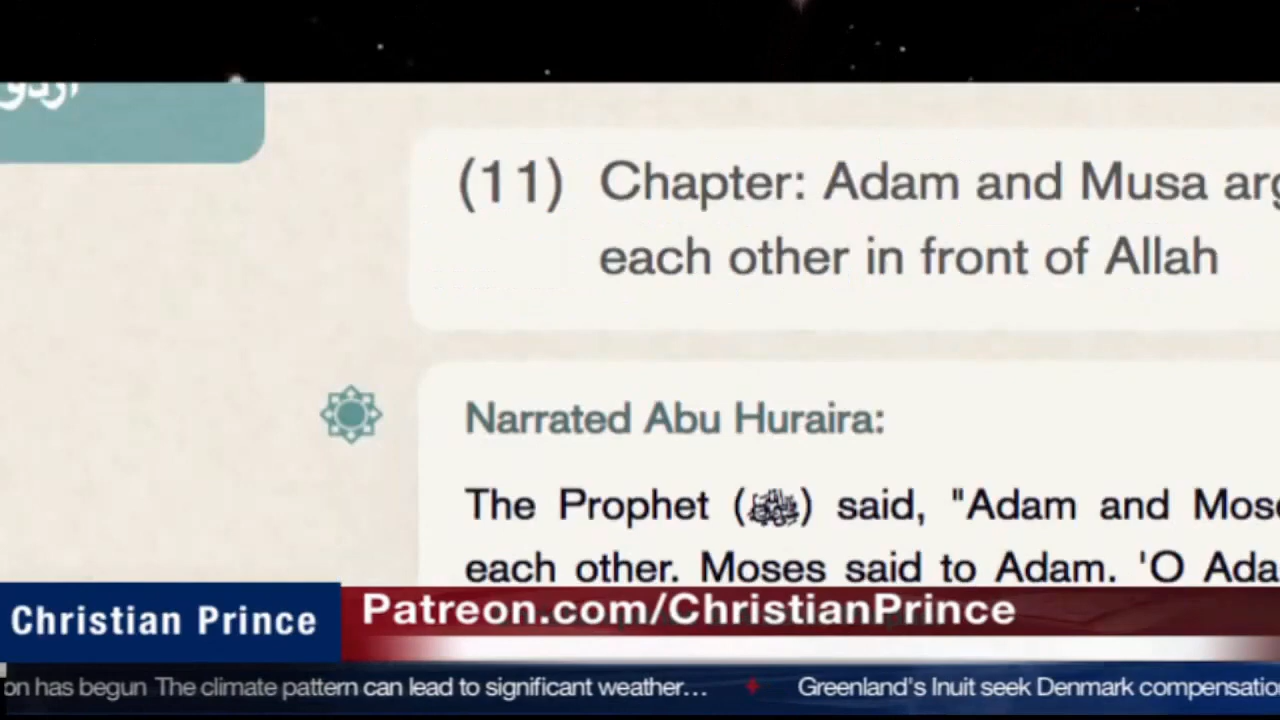 اردو
(11) Chapter: Adam and Musa arg
each other in front of Allah
Narrated Abu Huraira:
The Prophet (ﷺ) said, "Adam and Mose
each other. Moses said to Adam. 'O Ada
Christian Prince
Patreon.com/ChristianPrince
on has begun The climate pattern can lead to significant weather… Greenland's Inuit seek Denmark compensatio